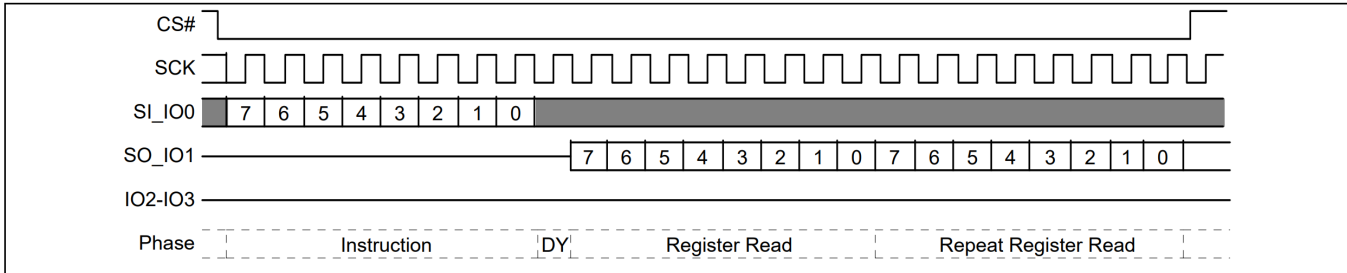 CS#
SCK
SI_IO0 7 6 5 4 3 2 1 0
SO_IO1 7 6 5 4 3 2 1 0 7 6 5 4 3 2 1 0
IO2-IO3
Phase Instruction DY Register Read Repeat Register Read